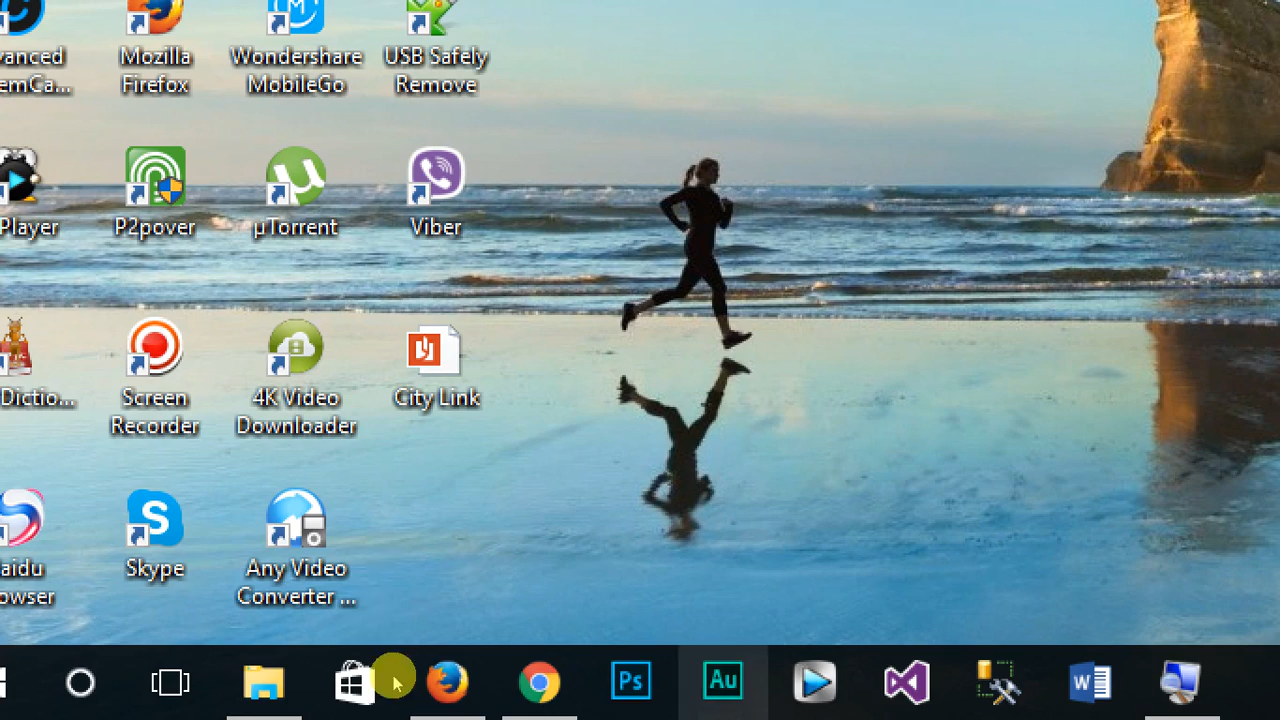 vanced
emCa...
Mozilla
Firefox
Wondershare
MobileGo
USB Safely
Remove
Player
P2pover
µTorrent
Viber
Dictio...
Screen
Recorder
4K Video
Downloader
City Link
aidu
owser
Skype
Any Video
Converter ...
Ps
Au
W